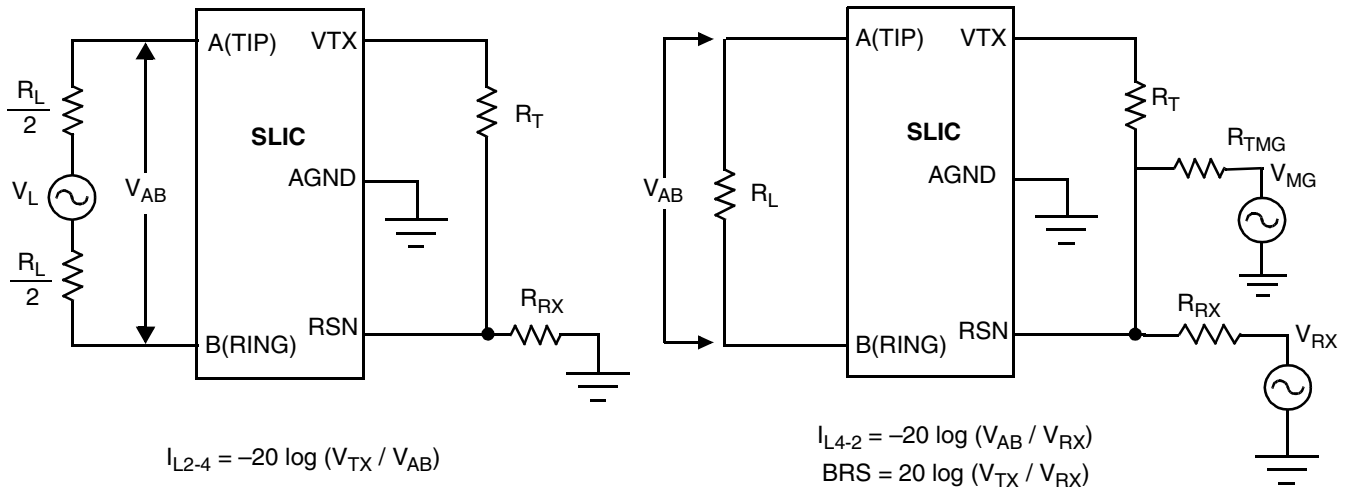 A(TIP)
VTX
R_L
2
R_T
SLIC
V_L
V_AB
AGND
R_L
2
R_RX
RSN
B(RING)
I_L2-4 = –20 log (V_TX / V_AB)
A(TIP)
VTX
R_T
SLIC
R_TMG
V_MG
V_AB
R_L
AGND
R_RX
RSN
V_RX
B(RING)
I_L4-2 = –20 log (V_AB / V_RX)
BRS = 20 log (V_TX / V_RX)